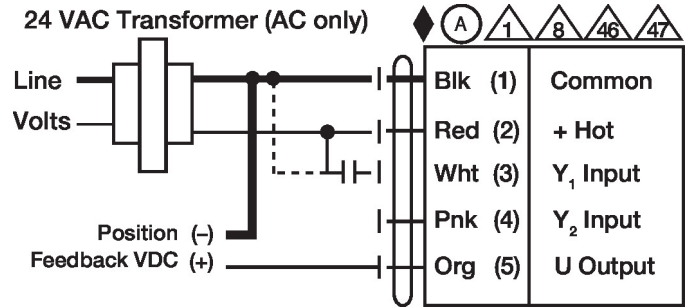 24 VAC Transformer (AC only)
A 1 8 46 47
Line
Volts
Blk (1) Common
Red (2) + Hot
Wht (3) Y₁ Input
Pnk (4) Y₂ Input
Org (5) U Output
Position (–)
Feedback VDC (+)